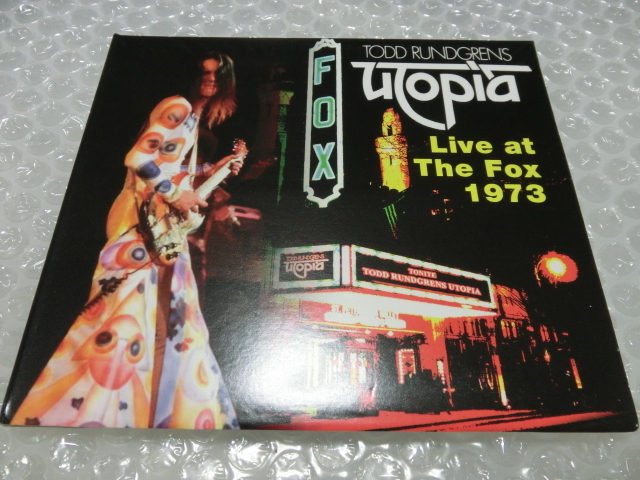 TODD RUNDGRENS
UTOPIA
FOX
Live at
The Fox
1973
TODD RUNDGRENS
UTOPIA
TONITE
TODD RUNDGRENS UTOPIA